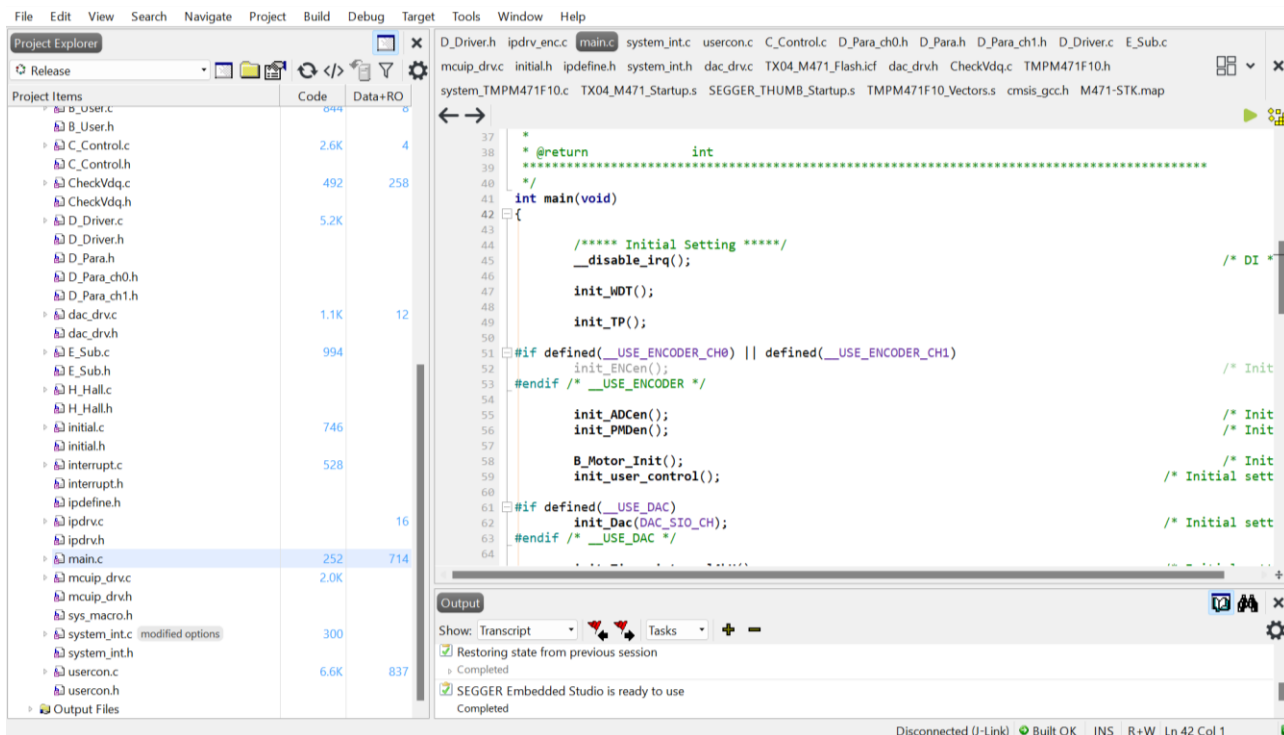 File Edit View Search Navigate Project Build Debug Target Tools Window Help
Project Explorer
Release
Project Items Code Data+RO
B_User.c 844 8
B_User.h
C_Control.c 2.6K 4
C_Control.h
CheckVdq.c 492 258
CheckVdq.h
D_Driver.c 5.2K
D_Driver.h
D_Para.h
D_Para_ch0.h
D_Para_ch1.h
dac_drv.c 1.1K 12
dac_drv.h
E_Sub.c 994
E_Sub.h
H_Hall.c
H_Hall.h
initial.c 746
initial.h
interrupt.c 528
interrupt.h
ipdefine.h
ipdrv.c 16
ipdrv.h
main.c 252 714
mcuip_drv.c 2.0K
mcuip_drv.h
sys_macro.h
system_int.c modified options 300
system_int.h
usercon.c 6.6K 837
usercon.h
Output Files
D_Driver.h ipdrv_enc.c main.c system_int.c usercon.c C_Control.c D_Para_ch0.h D_Para.h D_Para_ch1.h D_Driver.c E_Sub.c
mcuip_drv.c initial.h ipdefine.h system_int.h dac_drv.c TX04_M471_Flash.icf dac_drv.h CheckVdq.c TMPM471F10.h
system_TMPM471F10.c TX04_M471_Startup.s SEGGER_THUMB_Startup.s TMPM471F10_Vectors.s cmsis_gcc.h M471-STK.map
37 *
38 * @return int
39 *******************************************************************************************
40 */
41 int main(void)
42 {
43
44 /***** Initial Setting *****/
45 __disable_irq(); /* DI *
46
47 init_WDT();
48
49 init_TP();
50
51 #if defined(__USE_ENCODER_CH0) || defined(__USE_ENCODER_CH1)
52 init_ENCen(); /* Init
53 #endif /* __USE_ENCODER */
54
55 init_ADCen(); /* Init
56 init_PMDen(); /* Init
57
58 B_Motor_Init(); /* Init
59 init_user_control(); /* Initial sett
60
61 #if defined(__USE_DAC)
62 init_Dac(DAC_SIO_CH); /* Initial sett
63 #endif /* __USE_DAC */
64
Output
Show: Transcript Tasks
Restoring state from previous session
Completed
SEGGER Embedded Studio is ready to use
Completed
Disconnected (J-Link) Built OK INS R+W Ln 42 Col 1